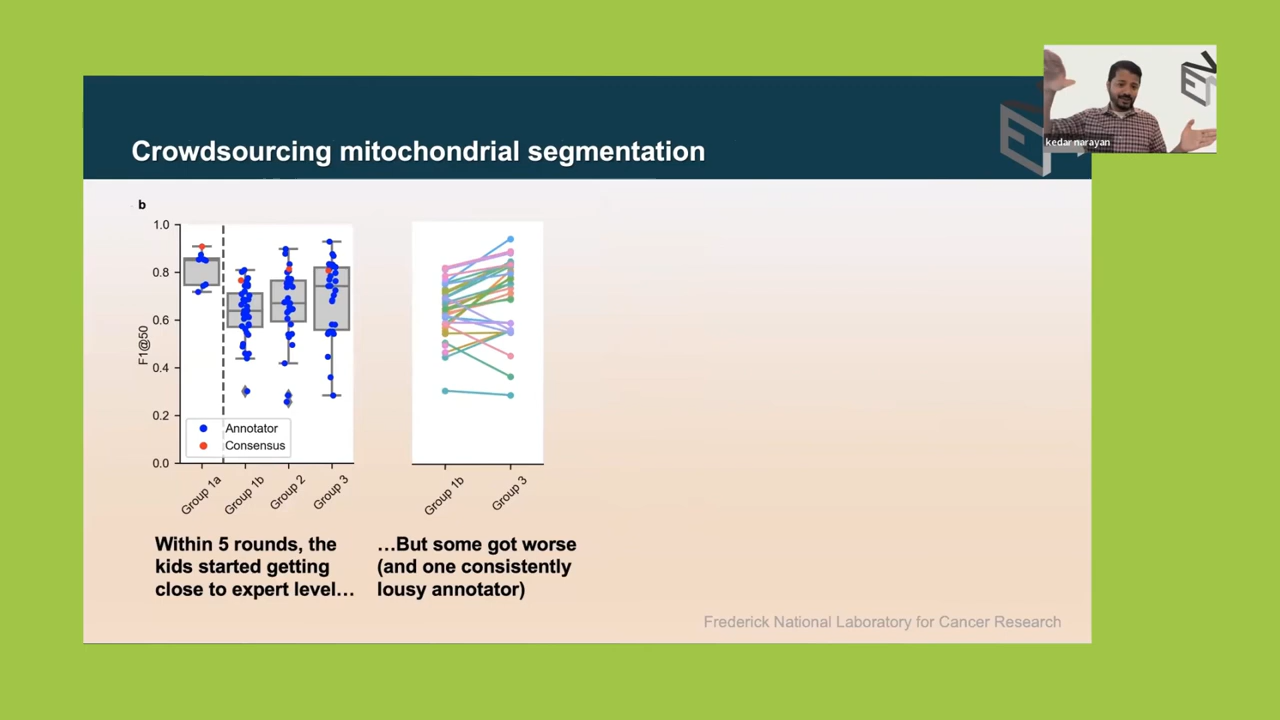 kedar narayan
Crowdsourcing mitochondrial segmentation
b
1.0
0.8
0.6
0.4
0.2
0.0
F1@50
Annotator
Consensus
Group 1a
Group 1b
Group 2
Group 3
Group 1b
Group 3
Within 5 rounds, the
kids started getting
close to expert level…
…But some got worse
(and one consistently
lousy annotator)
Frederick National Laboratory for Cancer Research